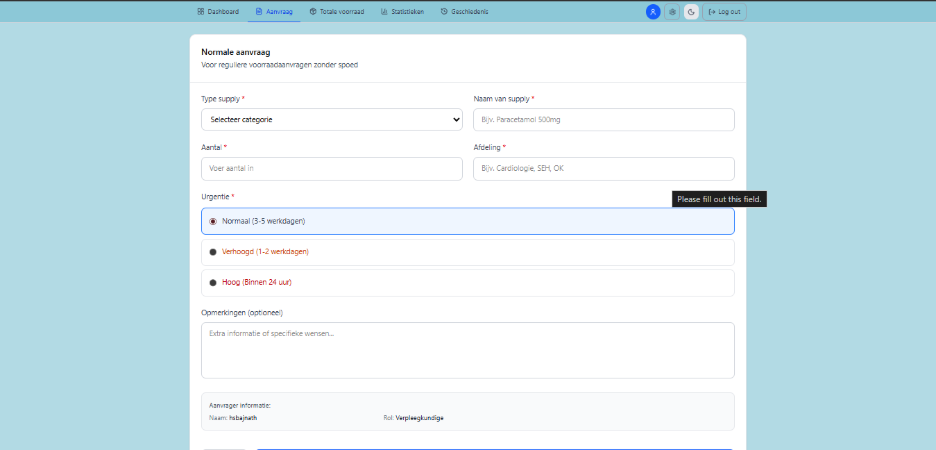 Dashboard Aanvraag Totale voorraad Statistieken Geschiedenis Log out
Normale aanvraag
Voor reguliere voorraadaanvragen zonder spoed
Type supply * Naam van supply *
Selecteer categorie Bijv. Paracetamol 500mg
Aantal * Afdeling *
Voer aantal in Bijv. Cardiologie, SEH, OK
Urgentie *
Please fill out this field.
Normaal (3-5 werkdagen)
Verhoogd (1-2 werkdagen)
Hoog (Binnen 24 uur)
Opmerkingen (optioneel)
Extra informatie of specifieke wensen...
Aanvrager informatie:
Naam: hsbajnath Rol: Verpleegkundige